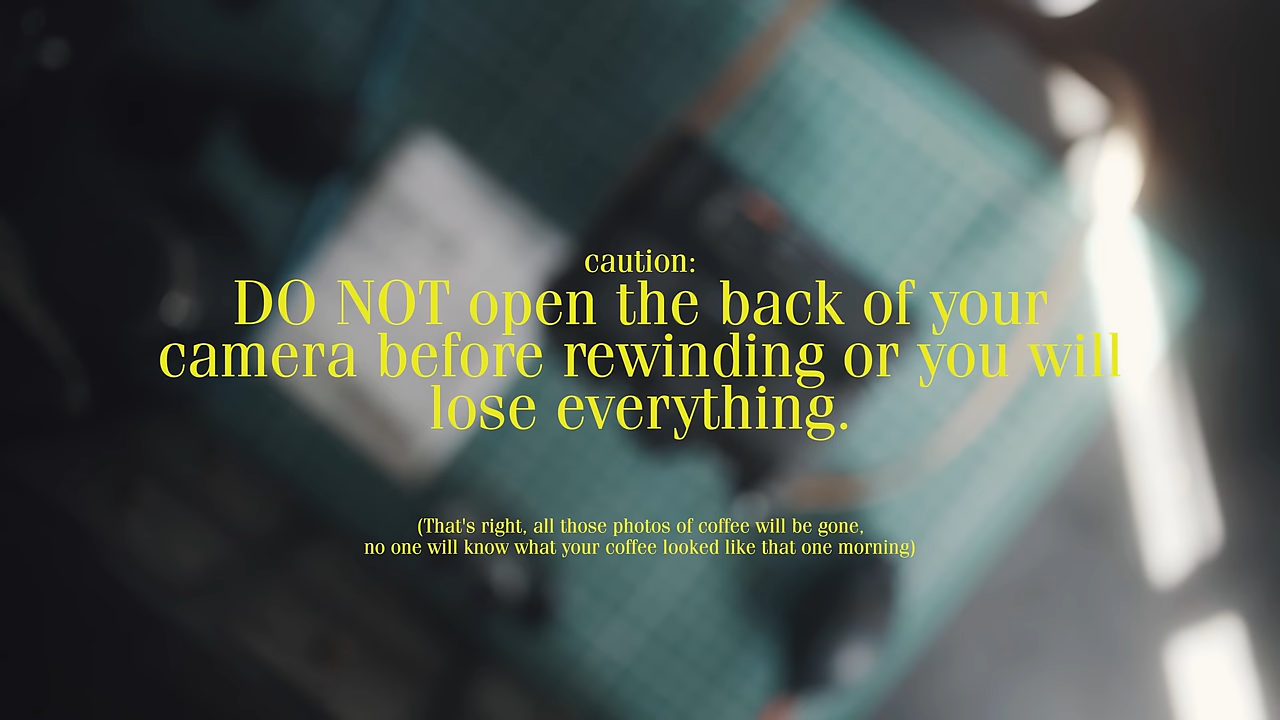 caution:
DO NOT open the back of your
camera before rewinding or you will
lose everything.
(That's right, all those photos of coffee will be gone,
no one will know what your coffee looked like that one morning)